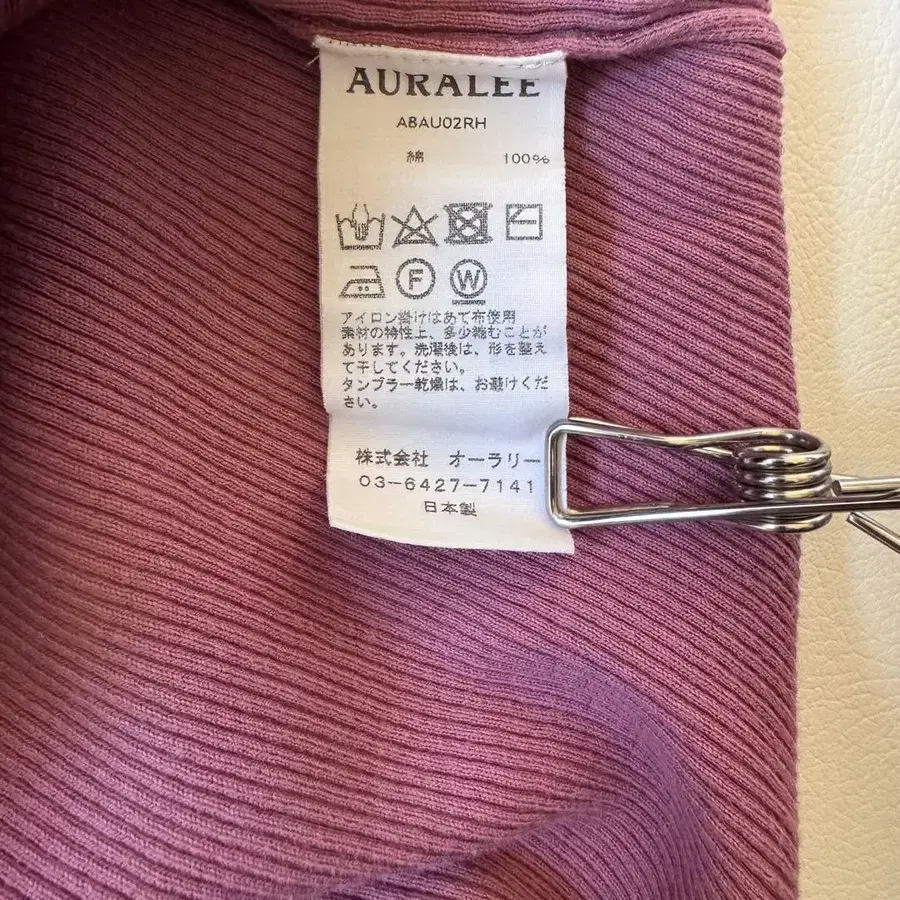 AURALEE
A8AU02RH
綿 100%
F W
アイロン掛けはあて布使用
素材の特性上、多少縮むことが
あります。洗濯後は、形を整え
て干してください。
タンブラー乾燥は、お避けくだ
さい。
株式会社 オーラリー
03-6427-7141
日本製